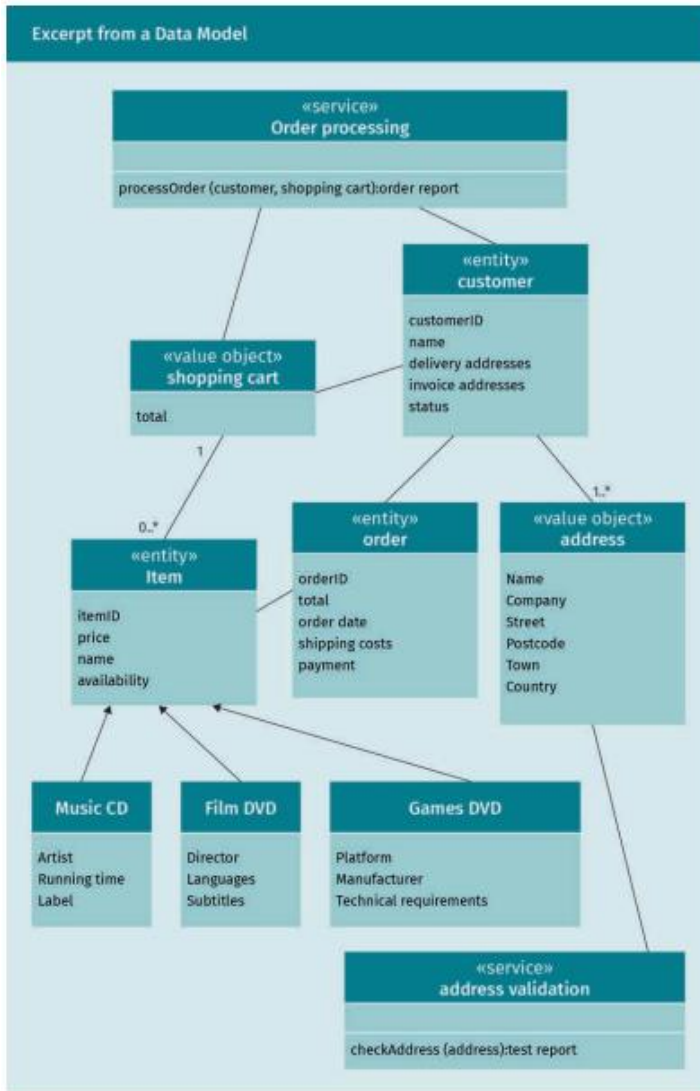 Excerpt from a Data Model
«service»
Order processing
processOrder (customer, shopping cart):order report
«entity»
customer
customerID
name
delivery addresses
invoice addresses
status
«value object»
shopping cart
total
1
0..*
1..*
«entity»
Item
itemID
price
name
availability
«entity»
order
orderID
total
order date
shipping costs
payment
«value object»
address
Name
Company
Street
Postcode
Town
Country
Music CD
Artist
Running time
Label
Film DVD
Director
Languages
Subtitles
Games DVD
Platform
Manufacturer
Technical requirements
«service»
address validation
checkAddress (address):test report